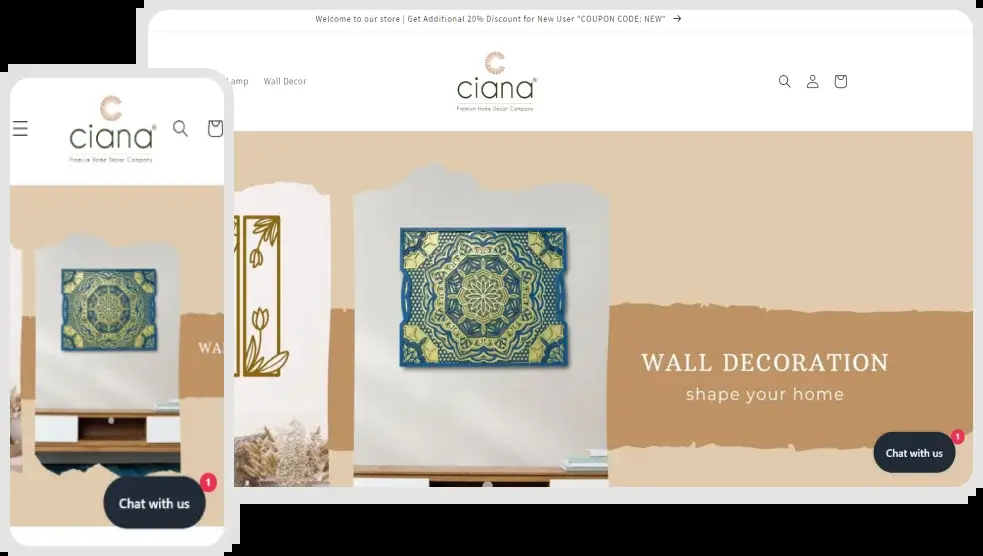 Welcome to our store | Get Additional 20% Discount for New User "COUPON CODE: NEW" →
Wall Decor
ciana®
Premium Home Decor Company
WALL DECORATION
shape your home
1
Chat with us
ciana®
Premium Home Decor Company
WA
1
Chat with us